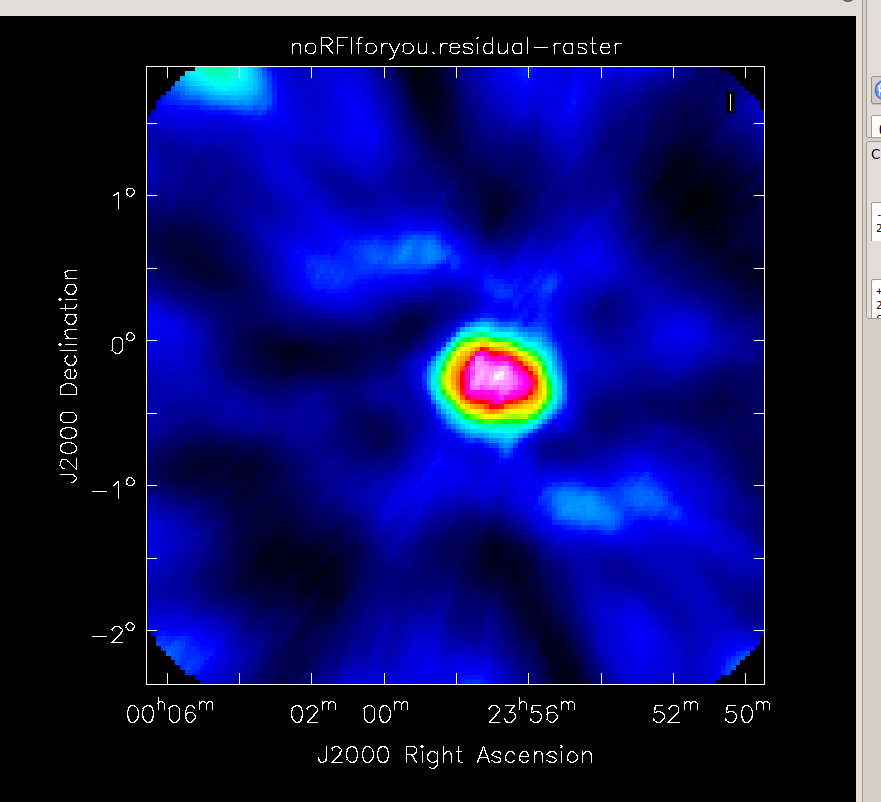 noRFIforyou.residual-raster
I
1°
0°
-1°
-2°
J2000 Declination
00ʰ06ᵐ 02ᵐ 00ᵐ 23ʰ56ᵐ 52ᵐ 50ᵐ
J2000 Right Ascension
C